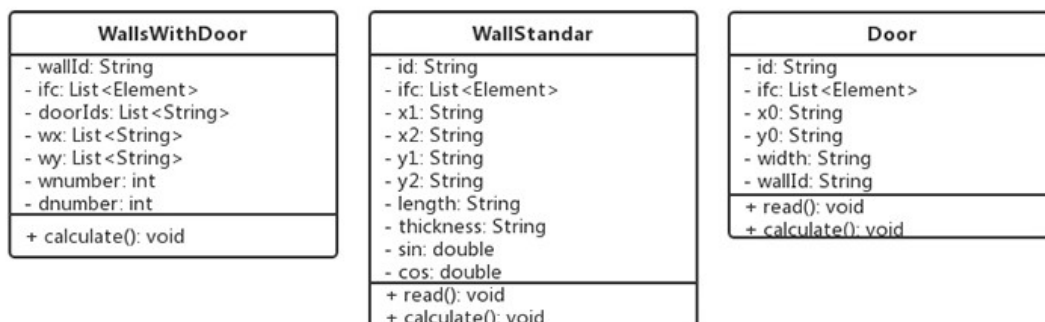 WallsWithDoor
- wallId: String
- ifc: List<Element>
- doorIds: List<String>
- wx: List<String>
- wy: List<String>
- wnumber: int
- dnumber: int
+ calculate(): void
WallStandar
- id: String
- ifc: List<Element>
- x1: String
- x2: String
- y1: String
- y2: String
- length: String
- thickness: String
- sin: double
- cos: double
+ read(): void
+ calculate(): void
Door
- id: String
- ifc: List<Element>
- x0: String
- y0: String
- width: String
- wallId: String
+ read(): void
+ calculate(): void